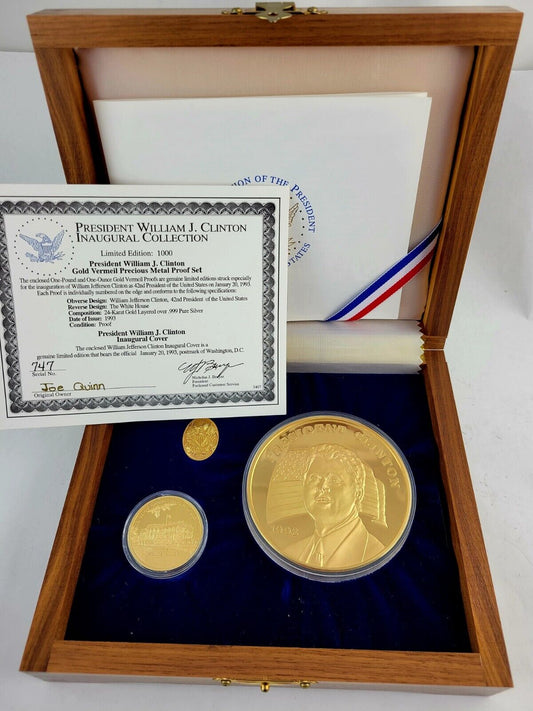 ION OF THE PRESIDENT
PRESIDENT WILLIAM J. CLINTON
INAUGURAL COLLECTION
Limited Edition: 1000
President William J. Clinton
Gold Vermeil Precious Metal Proof Set
The enclosed One-Pound and One-Ounce Gold Vermeil Proofs are genuine limited editions struck especially
for the inauguration of William Jefferson Clinton as 42nd President of the United States on January 20, 1993.
Each Proof is individually numbered on the edge and conforms to the following specifications:
Obverse Design: William Jefferson Clinton, 42nd President of the United States
Reverse Design: The White House
Composition: 24-Karat Gold Layered over .999 Pure Silver
Date of Issue: 1993
Condition: Proof
President William J. Clinton
Inaugural Cover
The enclosed William Jefferson Clinton Inaugural Cover is a
genuine limited edition that bears the official January 20, 1993, postmark of Washington, D.C.
747
Serial No.
Joe Quinn
Original Owner
Nicholas J.
President
Preferred Customer Service
PRESIDENT CLINTON
1993